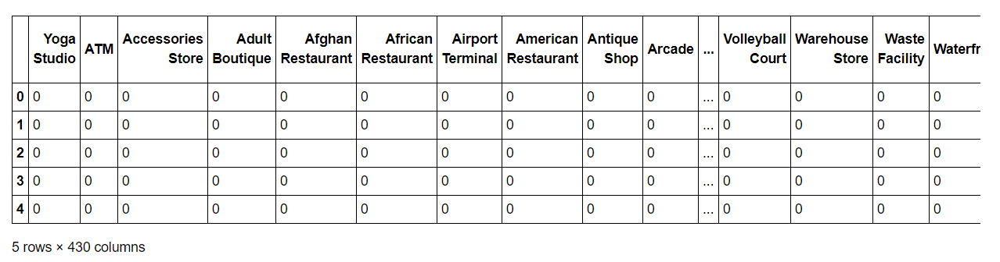 Yoga Studio ATM Accessories Store Adult Boutique Afghan Restaurant African Restaurant Airport Terminal American Restaurant Antique Shop Arcade ... Volleyball Court Warehouse Store Waste Facility Waterfr
0 0 0 0 0 0 0 0 0 0 0 ... 0 0 0 0
1 0 0 0 0 0 0 0 0 0 0 ... 0 0 0 0
2 0 0 0 0 0 0 0 0 0 0 ... 0 0 0 0
3 0 0 0 0 0 0 0 0 0 0 ... 0 0 0 0
4 0 0 0 0 0 0 0 0 0 0 ... 0 0 0 0
5 rows × 430 columns